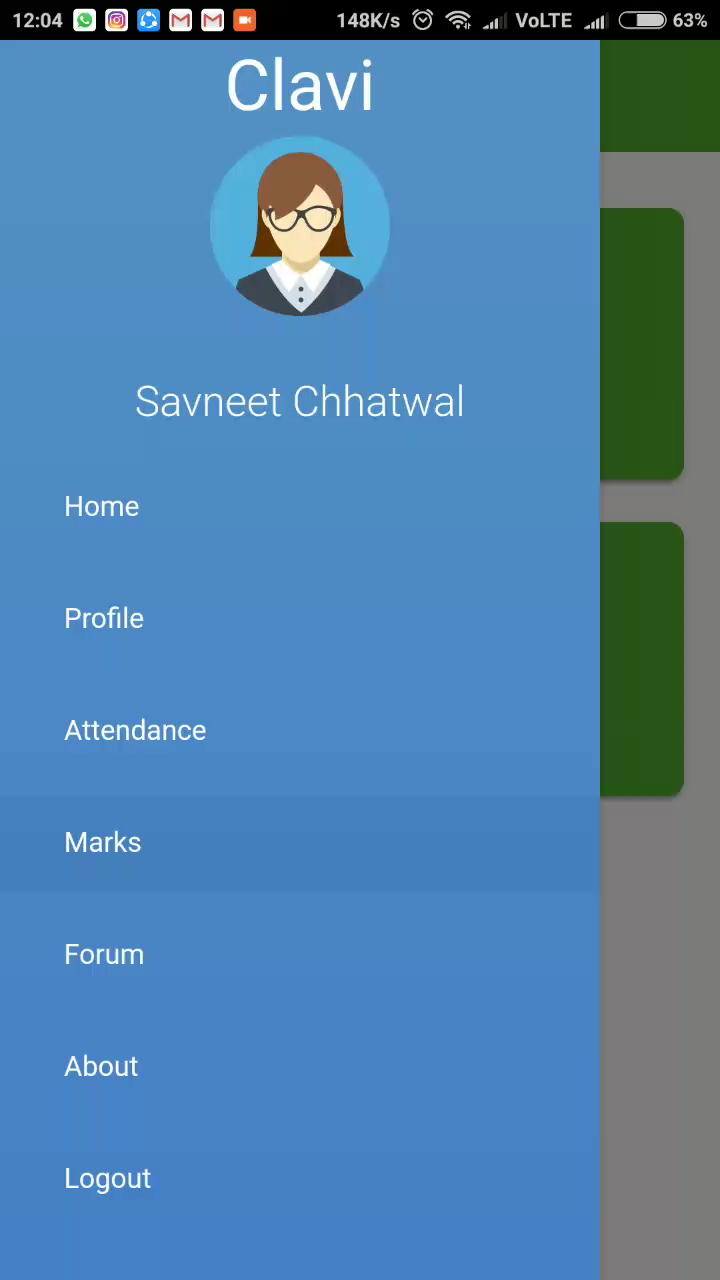 12:04 148K/s VoLTE 63%
Clavi
Savneet Chhatwal
Home
Profile
Attendance
Marks
Forum
About
Logout